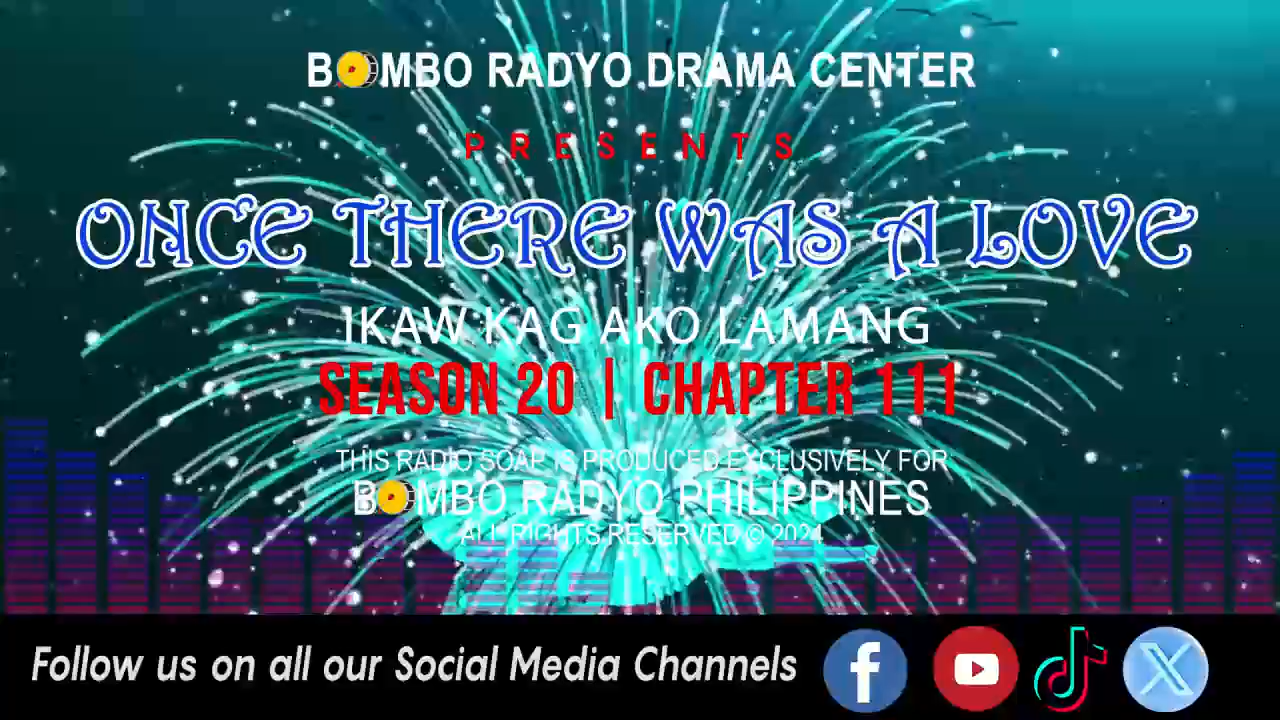 BOMBO RADYO DRAMA CENTER
PRESENTS
ONCE THERE WAS A LOVE
IKAW KAG AKO LAMANG
SEASON 20 | CHAPTER 111
THIS RADIO SOAP IS PRODUCED EXCLUSIVELY FOR
BOMBO RADYO PHILIPPINES
ALL RIGHTS RESERVED © 2024
Follow us on all our Social Media Channels